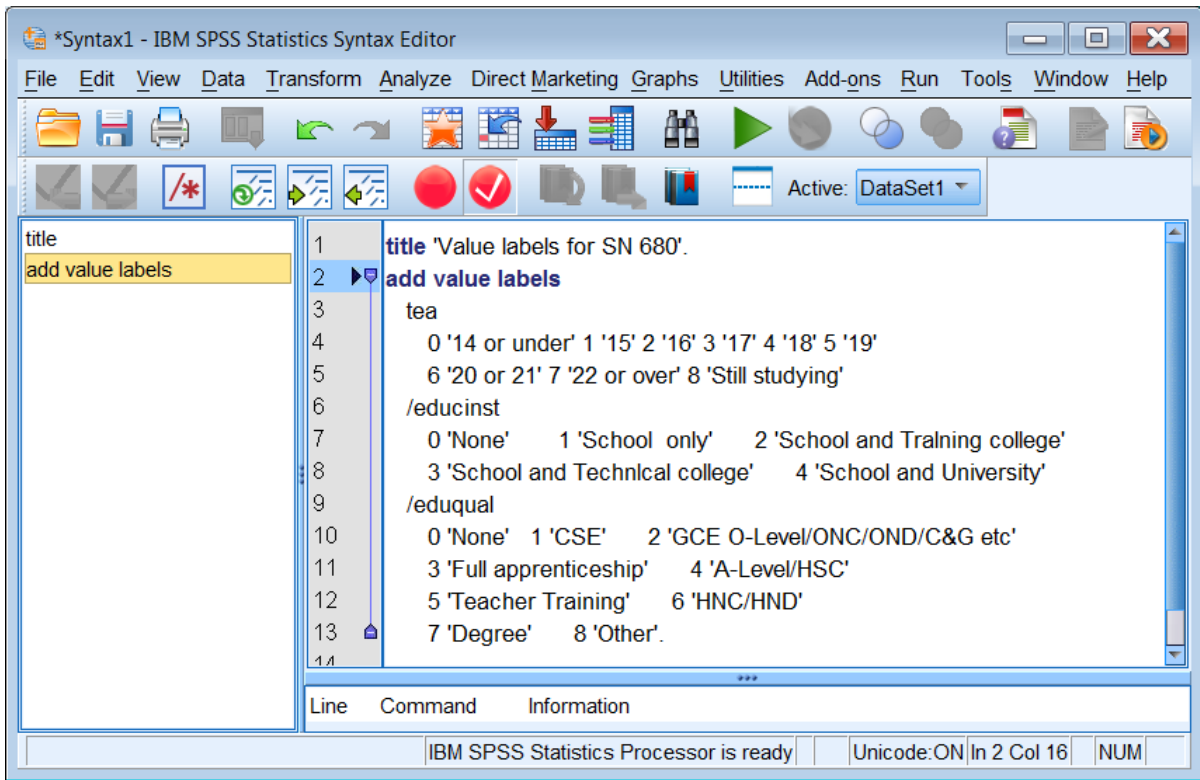 *Syntax1 - IBM SPSS Statistics Syntax Editor
File Edit View Data Transform Analyze Direct Marketing Graphs Utilities Add-ons Run Tools Window Help
/* Active: DataSet1
title
add value labels
1 title 'Value labels for SN 680'.
2 add value labels
3 tea
4 0 '14 or under' 1 '15' 2 '16' 3 '17' 4 '18' 5 '19'
5 6 '20 or 21' 7 '22 or over' 8 'Still studying'
6 /educinst
7 0 'None' 1 'School only' 2 'School and Tralning college'
8 3 'School and Technlcal college' 4 'School and University'
9 /eduqual
10 0 'None' 1 'CSE' 2 'GCE O-Level/ONC/OND/C&G etc'
11 3 'Full apprenticeship' 4 'A-Level/HSC'
12 5 'Teacher Training' 6 'HNC/HND'
13 7 'Degree' 8 'Other'.
14
Line Command Information
IBM SPSS Statistics Processor is ready Unicode:ON In 2 Col 16 NUM